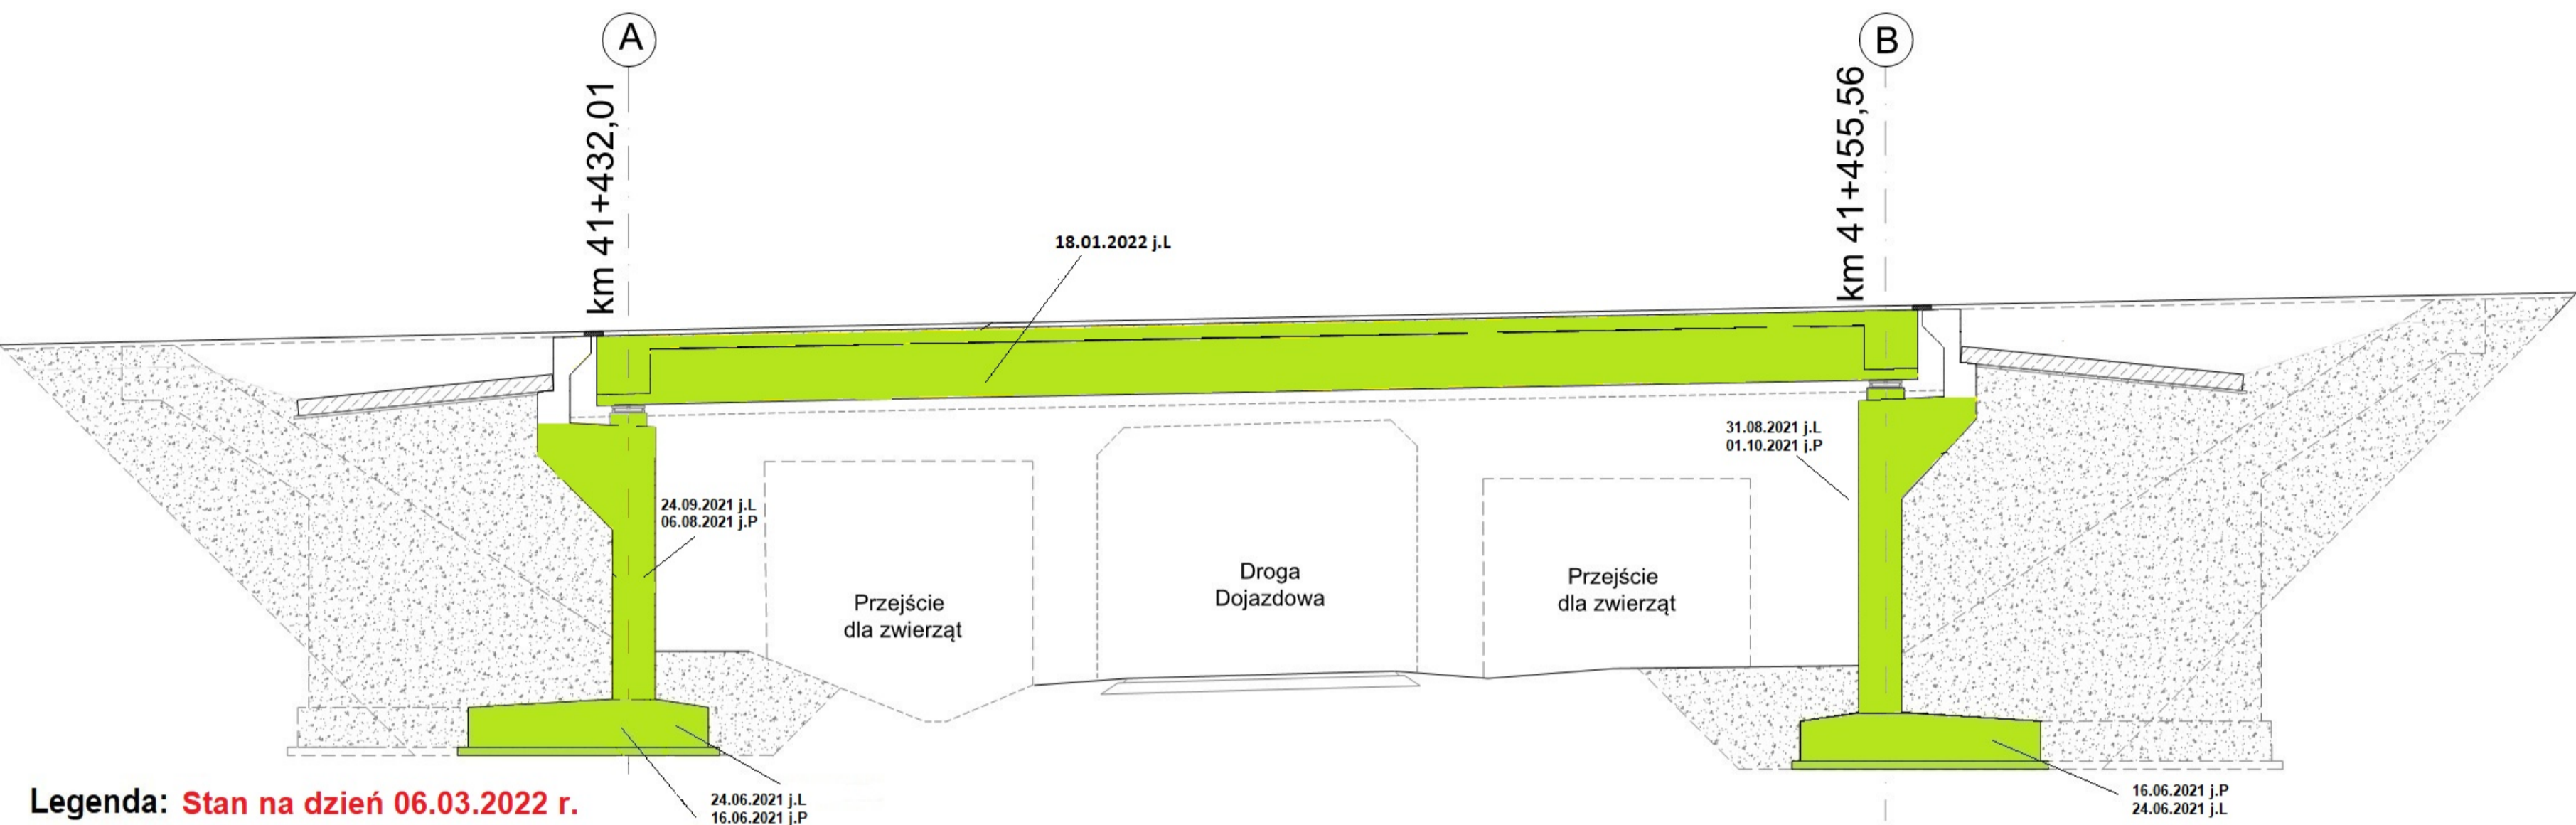 A
B
km 41+432,01
km 41+455,56
18.01.2022 j.L
31.08.2021 j.L
01.10.2021 j.P
24.09.2021 j.L
06.08.2021 j.P
Przejście
dla zwierząt
Droga
Dojazdowa
Przejście
dla zwierząt
24.06.2021 j.L
16.06.2021 j.P
16.06.2021 j.P
24.06.2021 j.L
Legenda: Stan na dzień 06.03.2022 r.